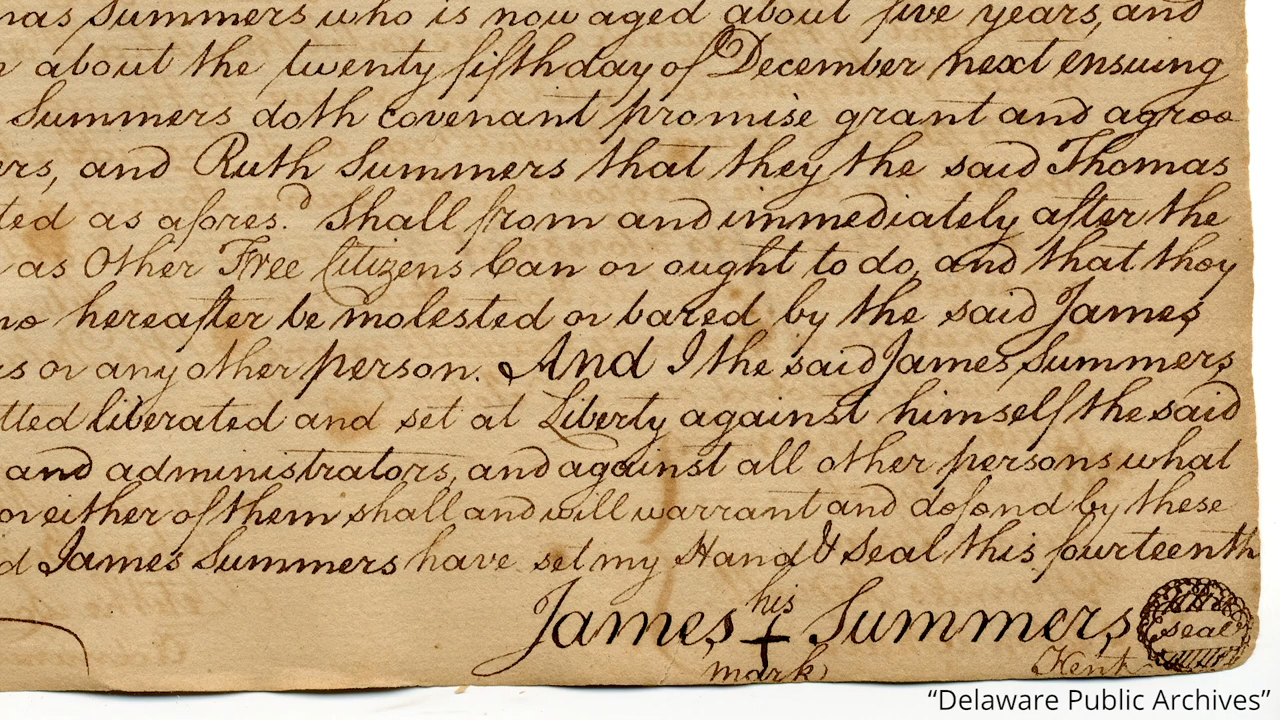 mas Summers who is now aged about five years, and
about the twenty fifth day of December next ensuing
Summers doth covenant promise grant and agree
ers, and Ruth Summers that they the said Thomas
ted as afores.d Shall from and immediately after the
as Other Free Citizens Can or ought to do, and that they
hereafter be molested or bared by the said James
rs or any other person. And I the said James Summers,
tted liberated and set at Liberty against himself the said
and administrators, and against all other persons what
or either of them shall and will warrant and defend by these
d James Summers have set my Hand & Seal this fourteenth
his
James + Summers
seal
mark
Kent
“Delaware Public Archives”